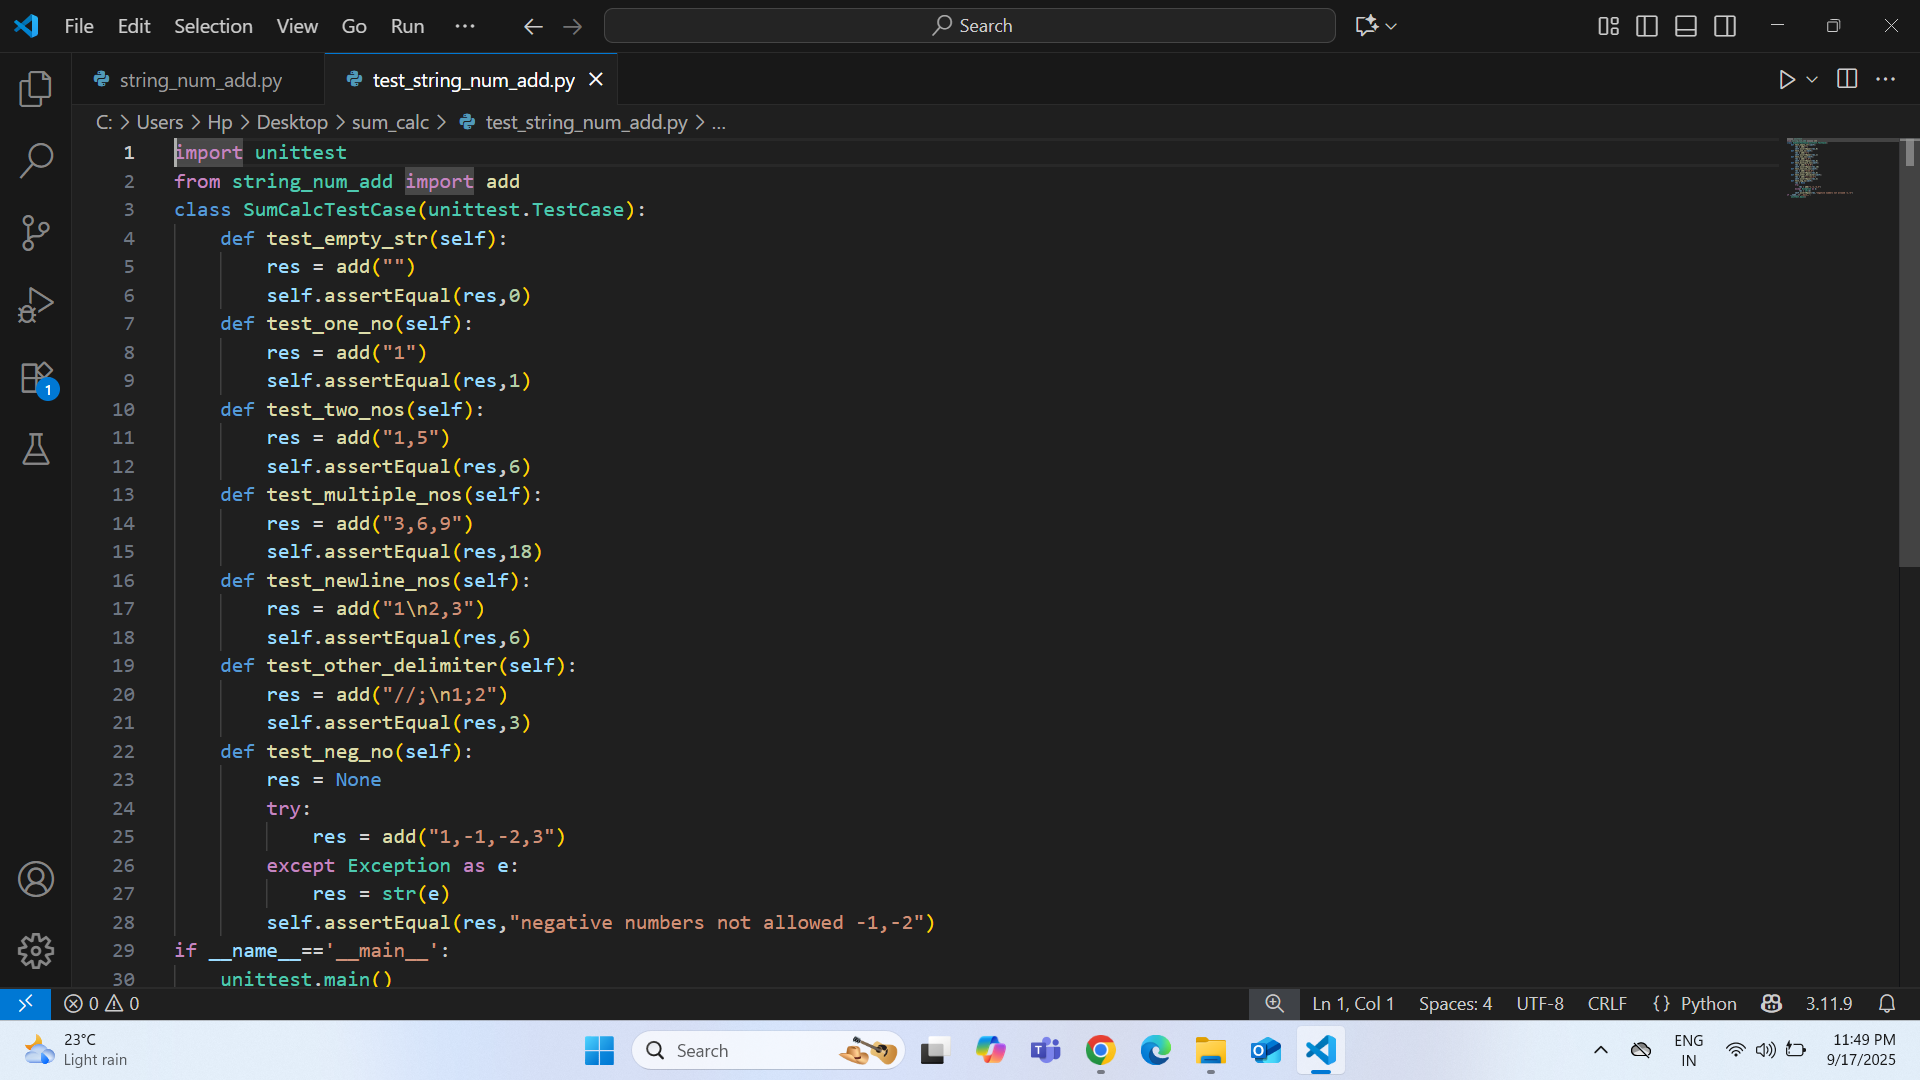 File Edit Selection View Go Run ··· Search
string_num_add.py test_string_num_add.py
C: > Users > Hp > Desktop > sum_calc > test_string_num_add.py > ...
1 import unittest
2 from string_num_add import add
3 class SumCalcTestCase(unittest.TestCase):
4     def test_empty_str(self):
5         res = add("")
6         self.assertEqual(res,0)
7     def test_one_no(self):
8         res = add("1")
9         self.assertEqual(res,1)
10     def test_two_nos(self):
11         res = add("1,5")
12         self.assertEqual(res,6)
13     def test_multiple_nos(self):
14         res = add("3,6,9")
15         self.assertEqual(res,18)
16     def test_newline_nos(self):
17         res = add("1\n2,3")
18         self.assertEqual(res,6)
19     def test_other_delimiter(self):
20         res = add("//;\n1;2")
21         self.assertEqual(res,3)
22     def test_neg_no(self):
23         res = None
24         try:
25             res = add("1,-1,-2,3")
26         except Exception as e:
27             res = str(e)
28         self.assertEqual(res,"negative numbers not allowed -1,-2")
29 if __name__=='__main__':
30     unittest.main()
1
0 0 Ln 1, Col 1 Spaces: 4 UTF-8 CRLF {} Python 3.11.9
23°C
Light rain
Search
ENG
IN
11:49 PM
9/17/2025